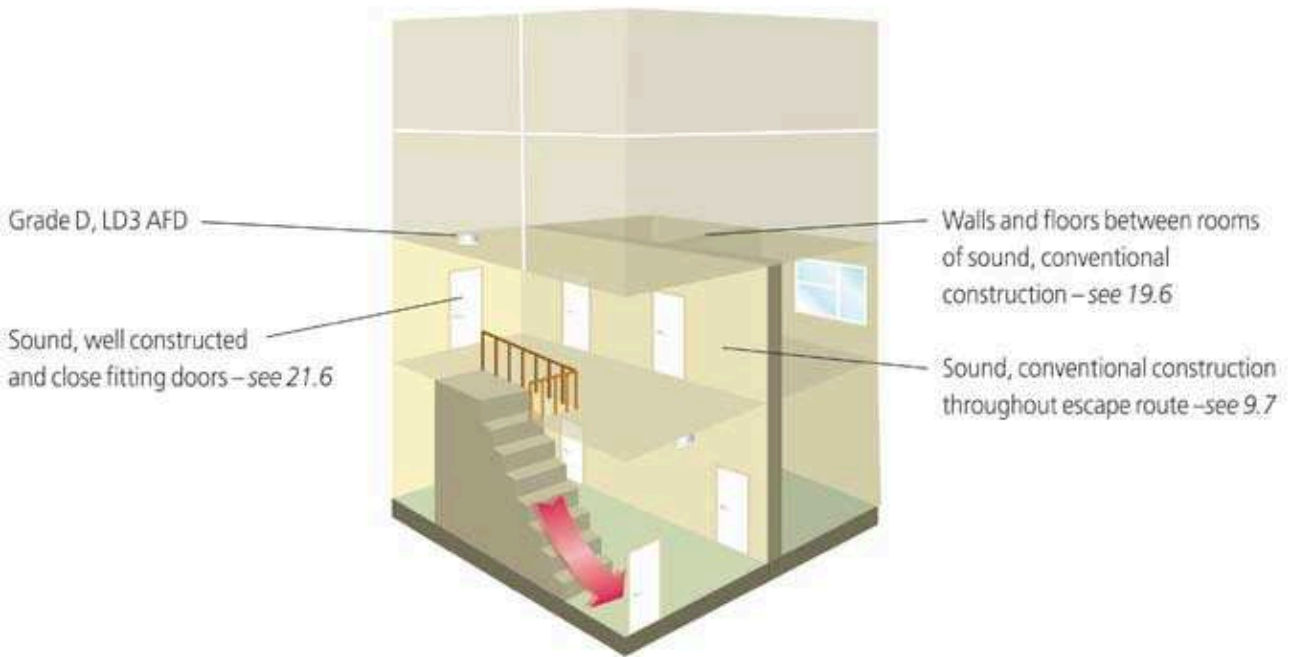 Grade D, LD3 AFD
Sound, well constructed
and close fitting doors – see 21.6
Walls and floors between rooms
of sound, conventional
construction – see 19.6
Sound, conventional construction
throughout escape route –see 9.7